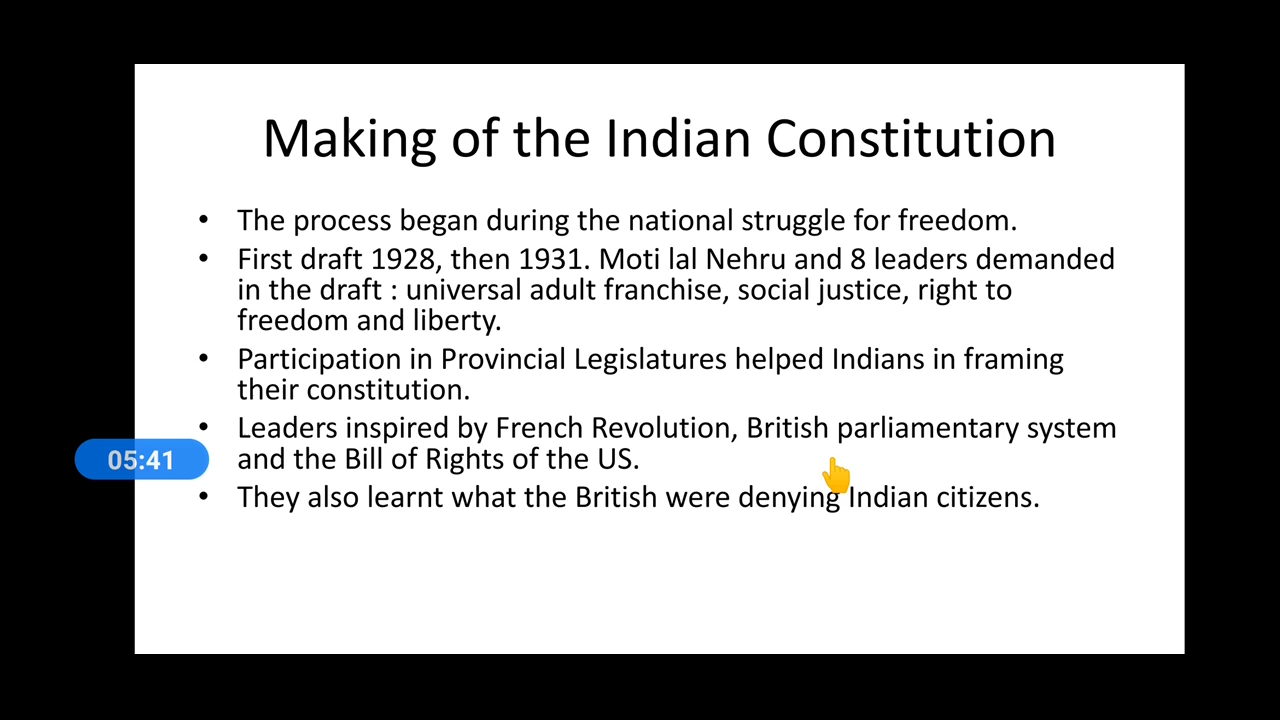 Making of the Indian Constitution
• The process began during the national struggle for freedom.
• First draft 1928, then 1931. Moti lal Nehru and 8 leaders demanded
in the draft : universal adult franchise, social justice, right to
freedom and liberty.
• Participation in Provincial Legislatures helped Indians in framing
their constitution.
• Leaders inspired by French Revolution, British parliamentary system
and the Bill of Rights of the US.
05:41
• They also learnt what the British were denying Indian citizens.